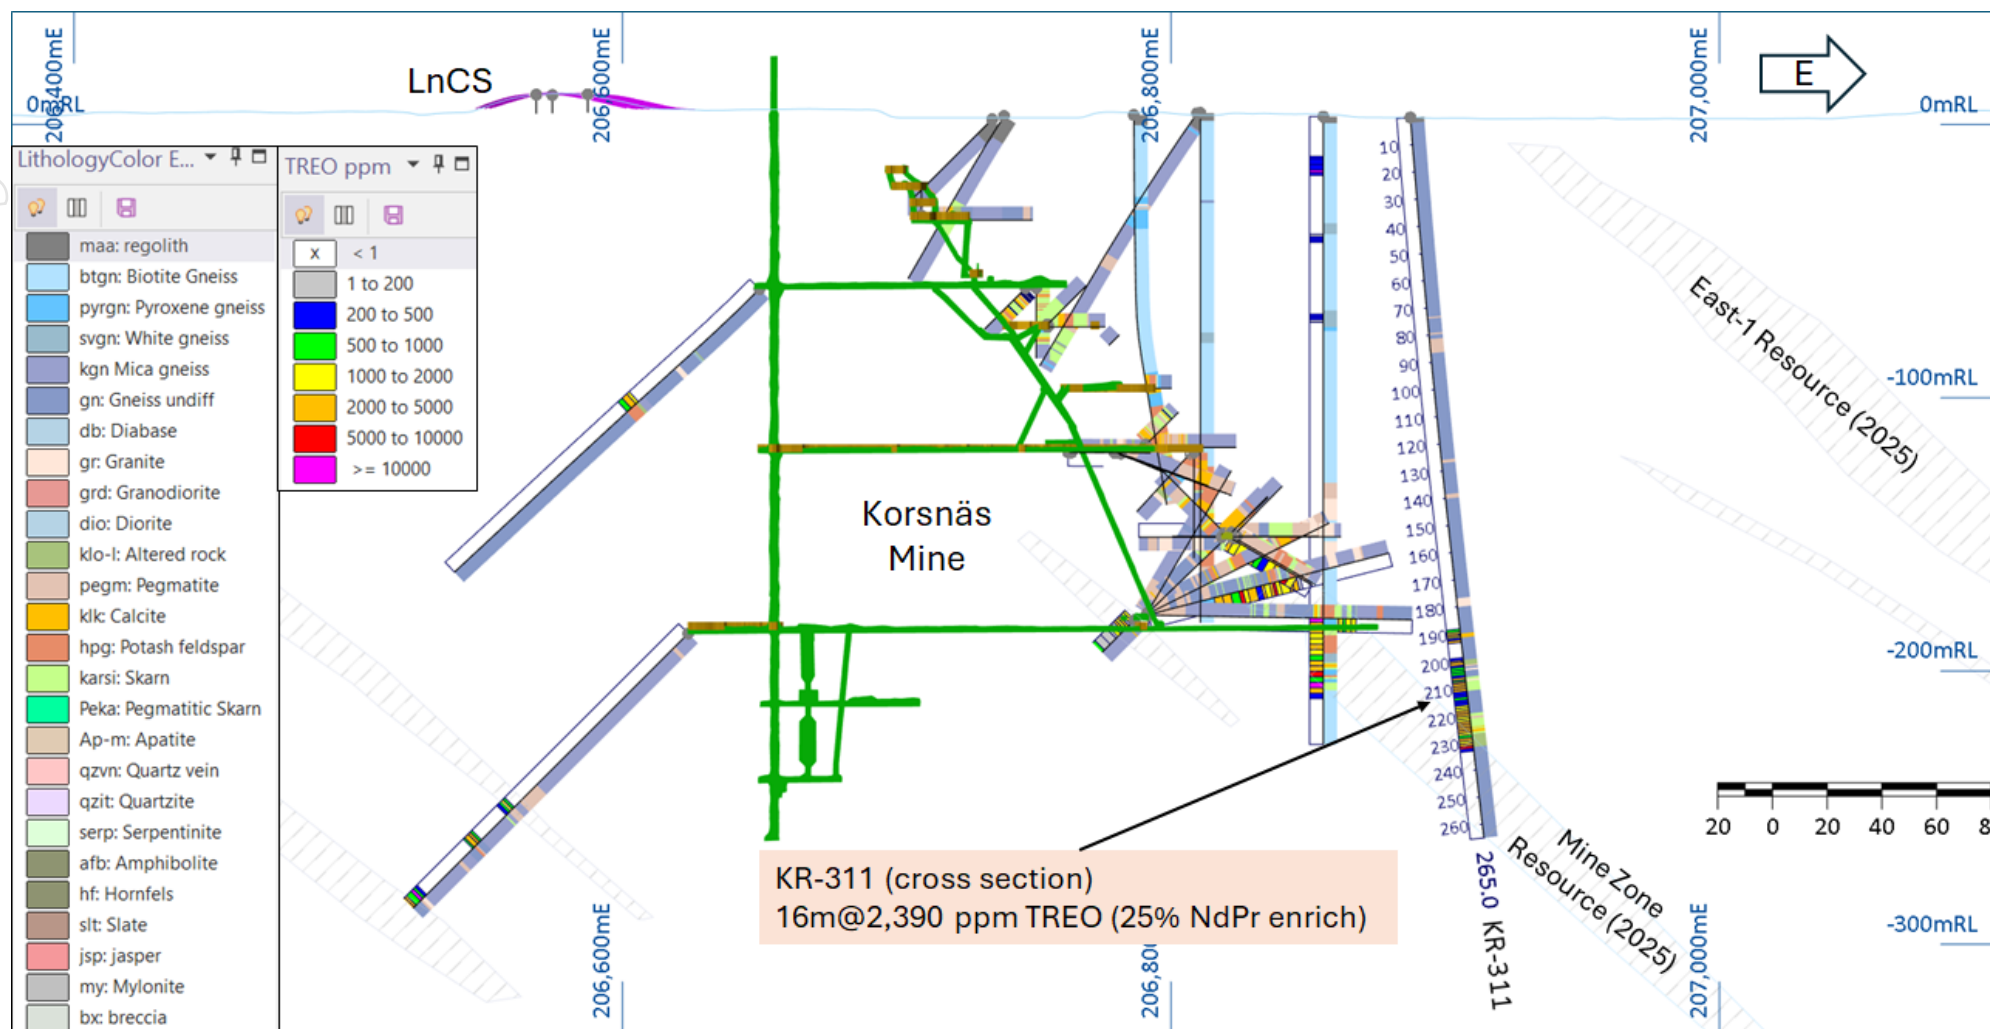 206,400mE
206,600mE
206,800mE
207,000mE
E
LnCS
0mRL
0mRL
LithologyColor E...
maa: regolith
btgn: Biotite Gneiss
pyrgn: Pyroxene gneiss
svgn: White gneiss
kgn Mica gneiss
gn: Gneiss undiff
db: Diabase
gr: Granite
grd: Granodiorite
dio: Diorite
klo-l: Altered rock
pegm: Pegmatite
klk: Calcite
hpg: Potash feldspar
karsi: Skarn
Peka: Pegmatitic Skarn
Ap-m: Apatite
qzvn: Quartz vein
qzit: Quartzite
serp: Serpentinite
afb: Amphibolite
hf: Hornfels
slt: Slate
jsp: jasper
my: Mylonite
bx: breccia
TREO ppm
x < 1
1 to 200
200 to 500
500 to 1000
1000 to 2000
2000 to 5000
5000 to 10000
>= 10000
10
20
30
40
50
60
70
80
90
100
110
120
130
140
150
160
170
180
190
200
210
220
230
240
250
260
265.0 KR-311
East-1 Resource (2025)
-100mRL
Korsnäs
Mine
-200mRL
20 0 20 40 60
Mine Zone
Resource (2025)
KR-311 (cross section)
16m@2,390 ppm TREO (25% NdPr enrich)
-300mRL
206,600mE
206,80
207,000mE